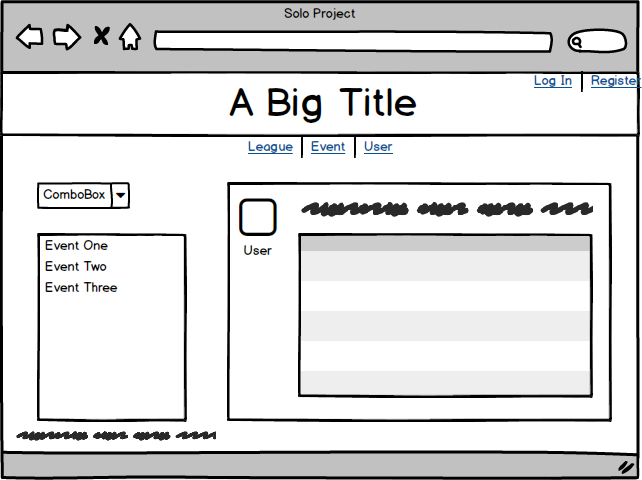 Solo Project
Log In Register
A Big Title
League Event User
ComboBox
Event One
Event Two
Event Three
User